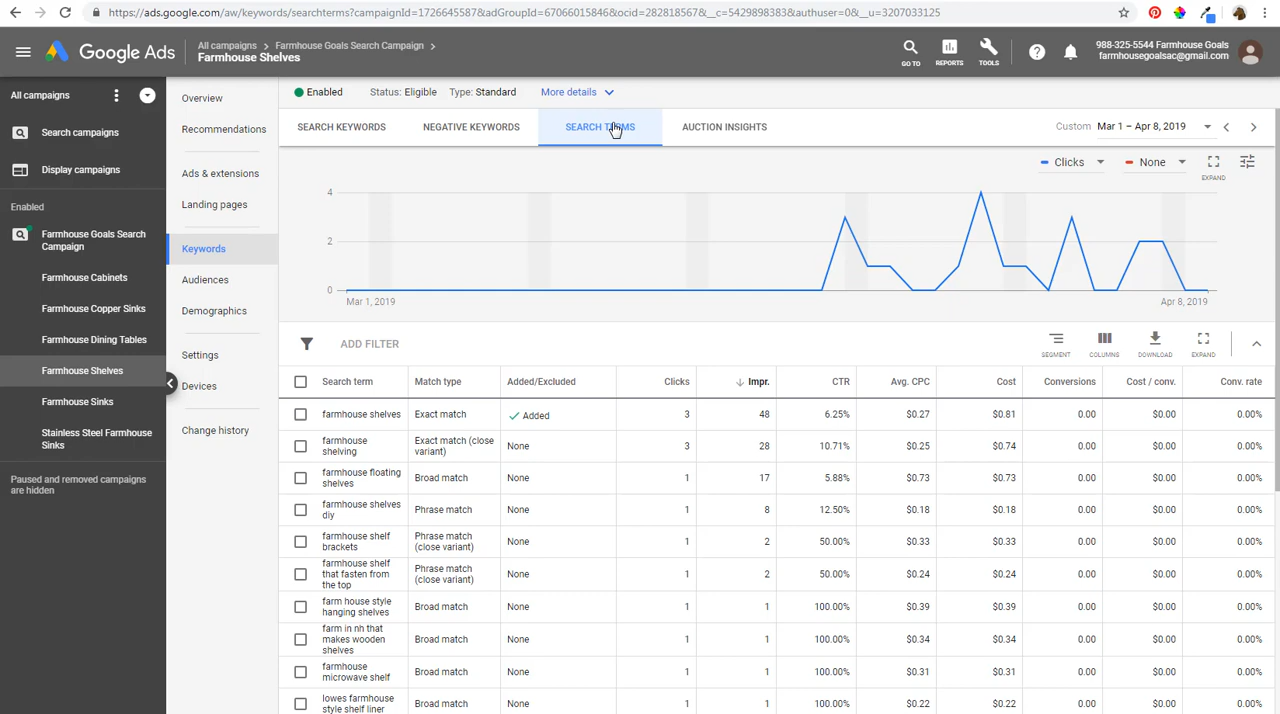 https://ads.google.com/aw/keywords/searchterms?campaignId=1726645587&adGroupId=67066015846&ocid=282818567&__c=5429898383&authuser=0&__u=3207033125
Google Ads
All campaigns > Farmhouse Goals Search Campaign >
Farmhouse Shelves
GO TO
REPORTS
TOOLS
988-325-5544 Farmhouse Goals
farmhousegoalsac@gmail.com
All campaigns
Search campaigns
Display campaigns
Enabled
Farmhouse Goals Search
Campaign
Farmhouse Cabinets
Farmhouse Copper Sinks
Farmhouse Dining Tables
Farmhouse Shelves
Farmhouse Sinks
Stainless Steel Farmhouse
Sinks
Paused and removed campaigns
are hidden
Overview
Recommendations
Ads & extensions
Landing pages
Keywords
Audiences
Demographics
Settings
Devices
Change history
Enabled Status: Eligible Type: Standard More details
SEARCH KEYWORDS NEGATIVE KEYWORDS SEARCH TERMS AUCTION INSIGHTS Custom Mar 1 – Apr 8, 2019
Clicks None
EXPAND
4
2
0
Mar 1, 2019 Apr 8, 2019
ADD FILTER
SEGMENT COLUMNS DOWNLOAD EXPAND
Search term Match type Added/Excluded Clicks Impr. CTR Avg. CPC Cost Conversions Cost / conv. Conv. rate
farmhouse shelves Exact match Added 3 48 6.25% $0.27 $0.81 0.00 $0.00 0.00%
farmhouse
shelving Exact match (close
variant) None 3 28 10.71% $0.25 $0.74 0.00 $0.00 0.00%
farmhouse floating
shelves Broad match None 1 17 5.88% $0.73 $0.73 0.00 $0.00 0.00%
farmhouse shelves
diy Phrase match None 1 8 12.50% $0.18 $0.18 0.00 $0.00 0.00%
farmhouse shelf
brackets Phrase match
(close variant) None 1 2 50.00% $0.33 $0.33 0.00 $0.00 0.00%
farmhouse shelf
that fasten from
the top Phrase match
(close variant) None 1 2 50.00% $0.24 $0.24 0.00 $0.00 0.00%
farm house style
hanging shelves Broad match None 1 1 100.00% $0.39 $0.39 0.00 $0.00 0.00%
farm in nh that
makes wooden
shelves Broad match None 1 1 100.00% $0.34 $0.34 0.00 $0.00 0.00%
farmhouse
microwave shelf Broad match None 1 1 100.00% $0.31 $0.31 0.00 $0.00 0.00%
lowes farmhouse
style shelf liner Broad match None 1 1 100.00% $0.22 $0.22 0.00 $0.00 0.00%